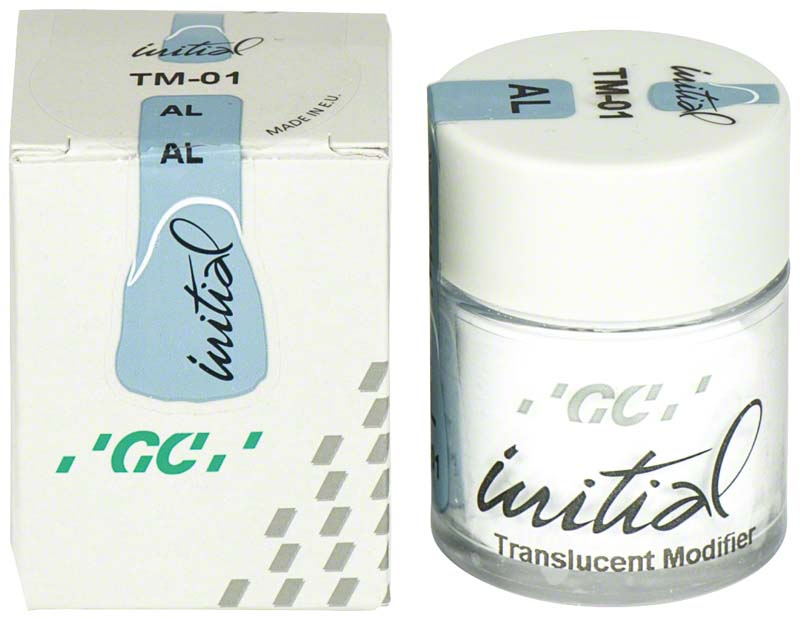 initial
TM-01
AL
MADE IN E.U.
AL
initial
GC
AL
TM-01
initial
GC
initial
Translucent Modifier